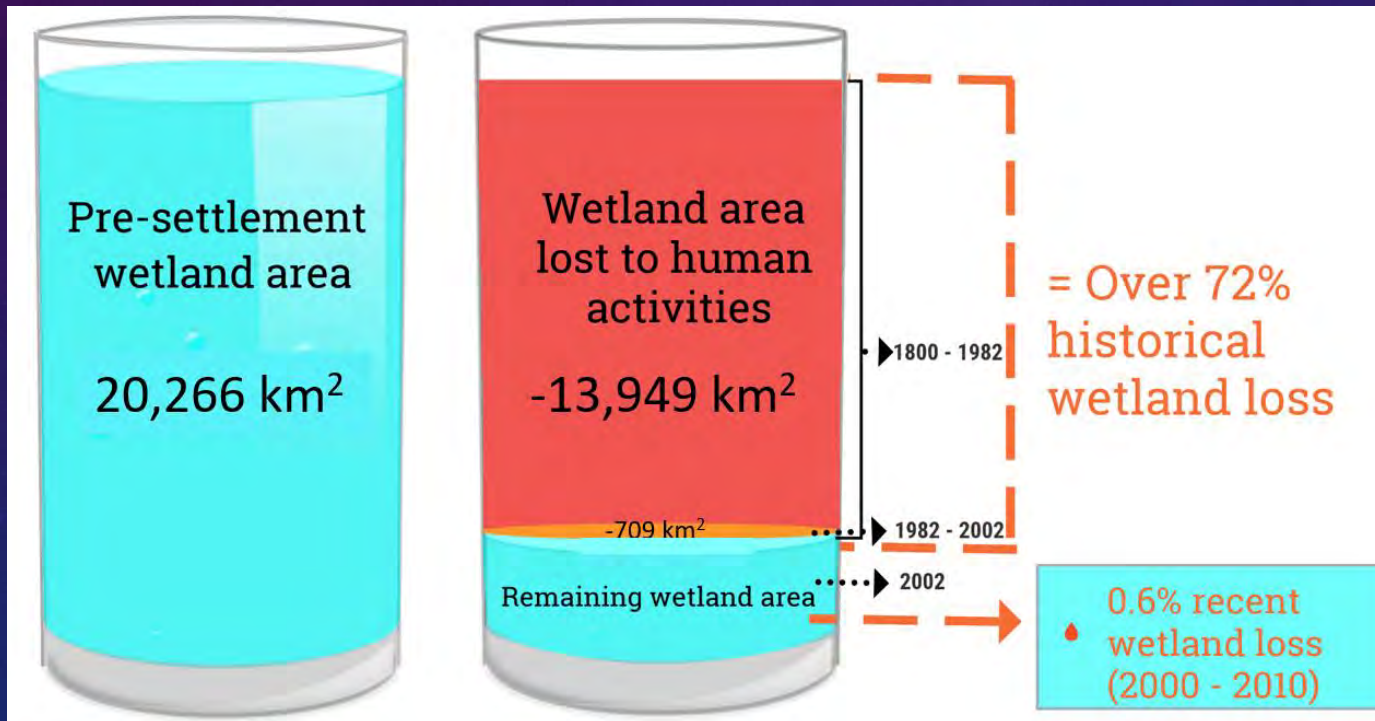 Pre-settlement
wetland area
20,266 km²
Wetland area
lost to human
activities
-13,949 km²
-709 km²
Remaining wetland area
1800 - 1982
1982 - 2002
2002
= Over 72%
historical
wetland loss
0.6% recent
wetland loss
(2000 - 2010)